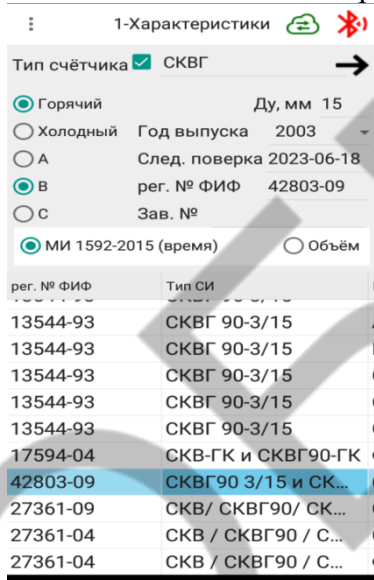 1-Характеристики
Тип счётчика СКВГ
Горячий Ду, мм 15
Холодный Год выпуска 2003
А След. поверка 2023-06-18
В рег. № ФИФ 42803-09
С Зав. №
МИ 1592-2015 (время) Объём
рег. № ФИФ Тип СИ
13544-93 СКВГ 90-3/15
13544-93 СКВГ 90-3/15
13544-93 СКВГ 90-3/15
13544-93 СКВГ 90-3/15
13544-93 СКВГ 90-3/15
17594-04 СКВ-ГК и СКВГ90-ГК
42803-09 СКВГ90 3/15 и СК...
27361-09 СКВ/ СКВГ90/ СК...
27361-04 СКВ / СКВГ90 / С...
27361-04 СКВ / СКВГ90 / С...